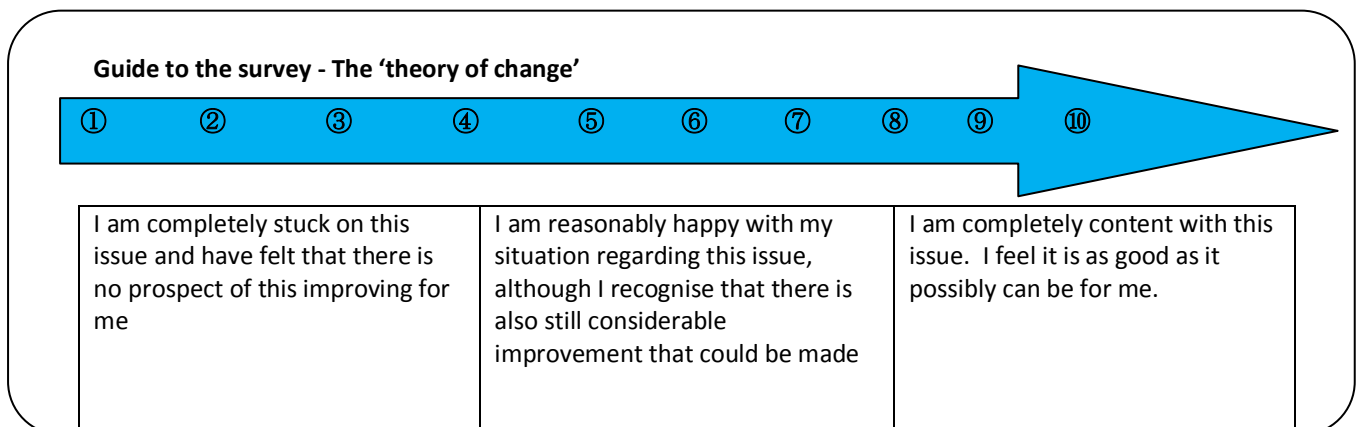 Guide to the survey - The ‘theory of change’
① ② ③ ④ ⑤ ⑥ ⑦ ⑧ ⑨ ⑩
I am completely stuck on this
issue and have felt that there is
no prospect of this improving for
me
I am reasonably happy with my
situation regarding this issue,
although I recognise that there is
also still considerable
improvement that could be made
I am completely content with this
issue.  I feel it is as good as it
possibly can be for me.